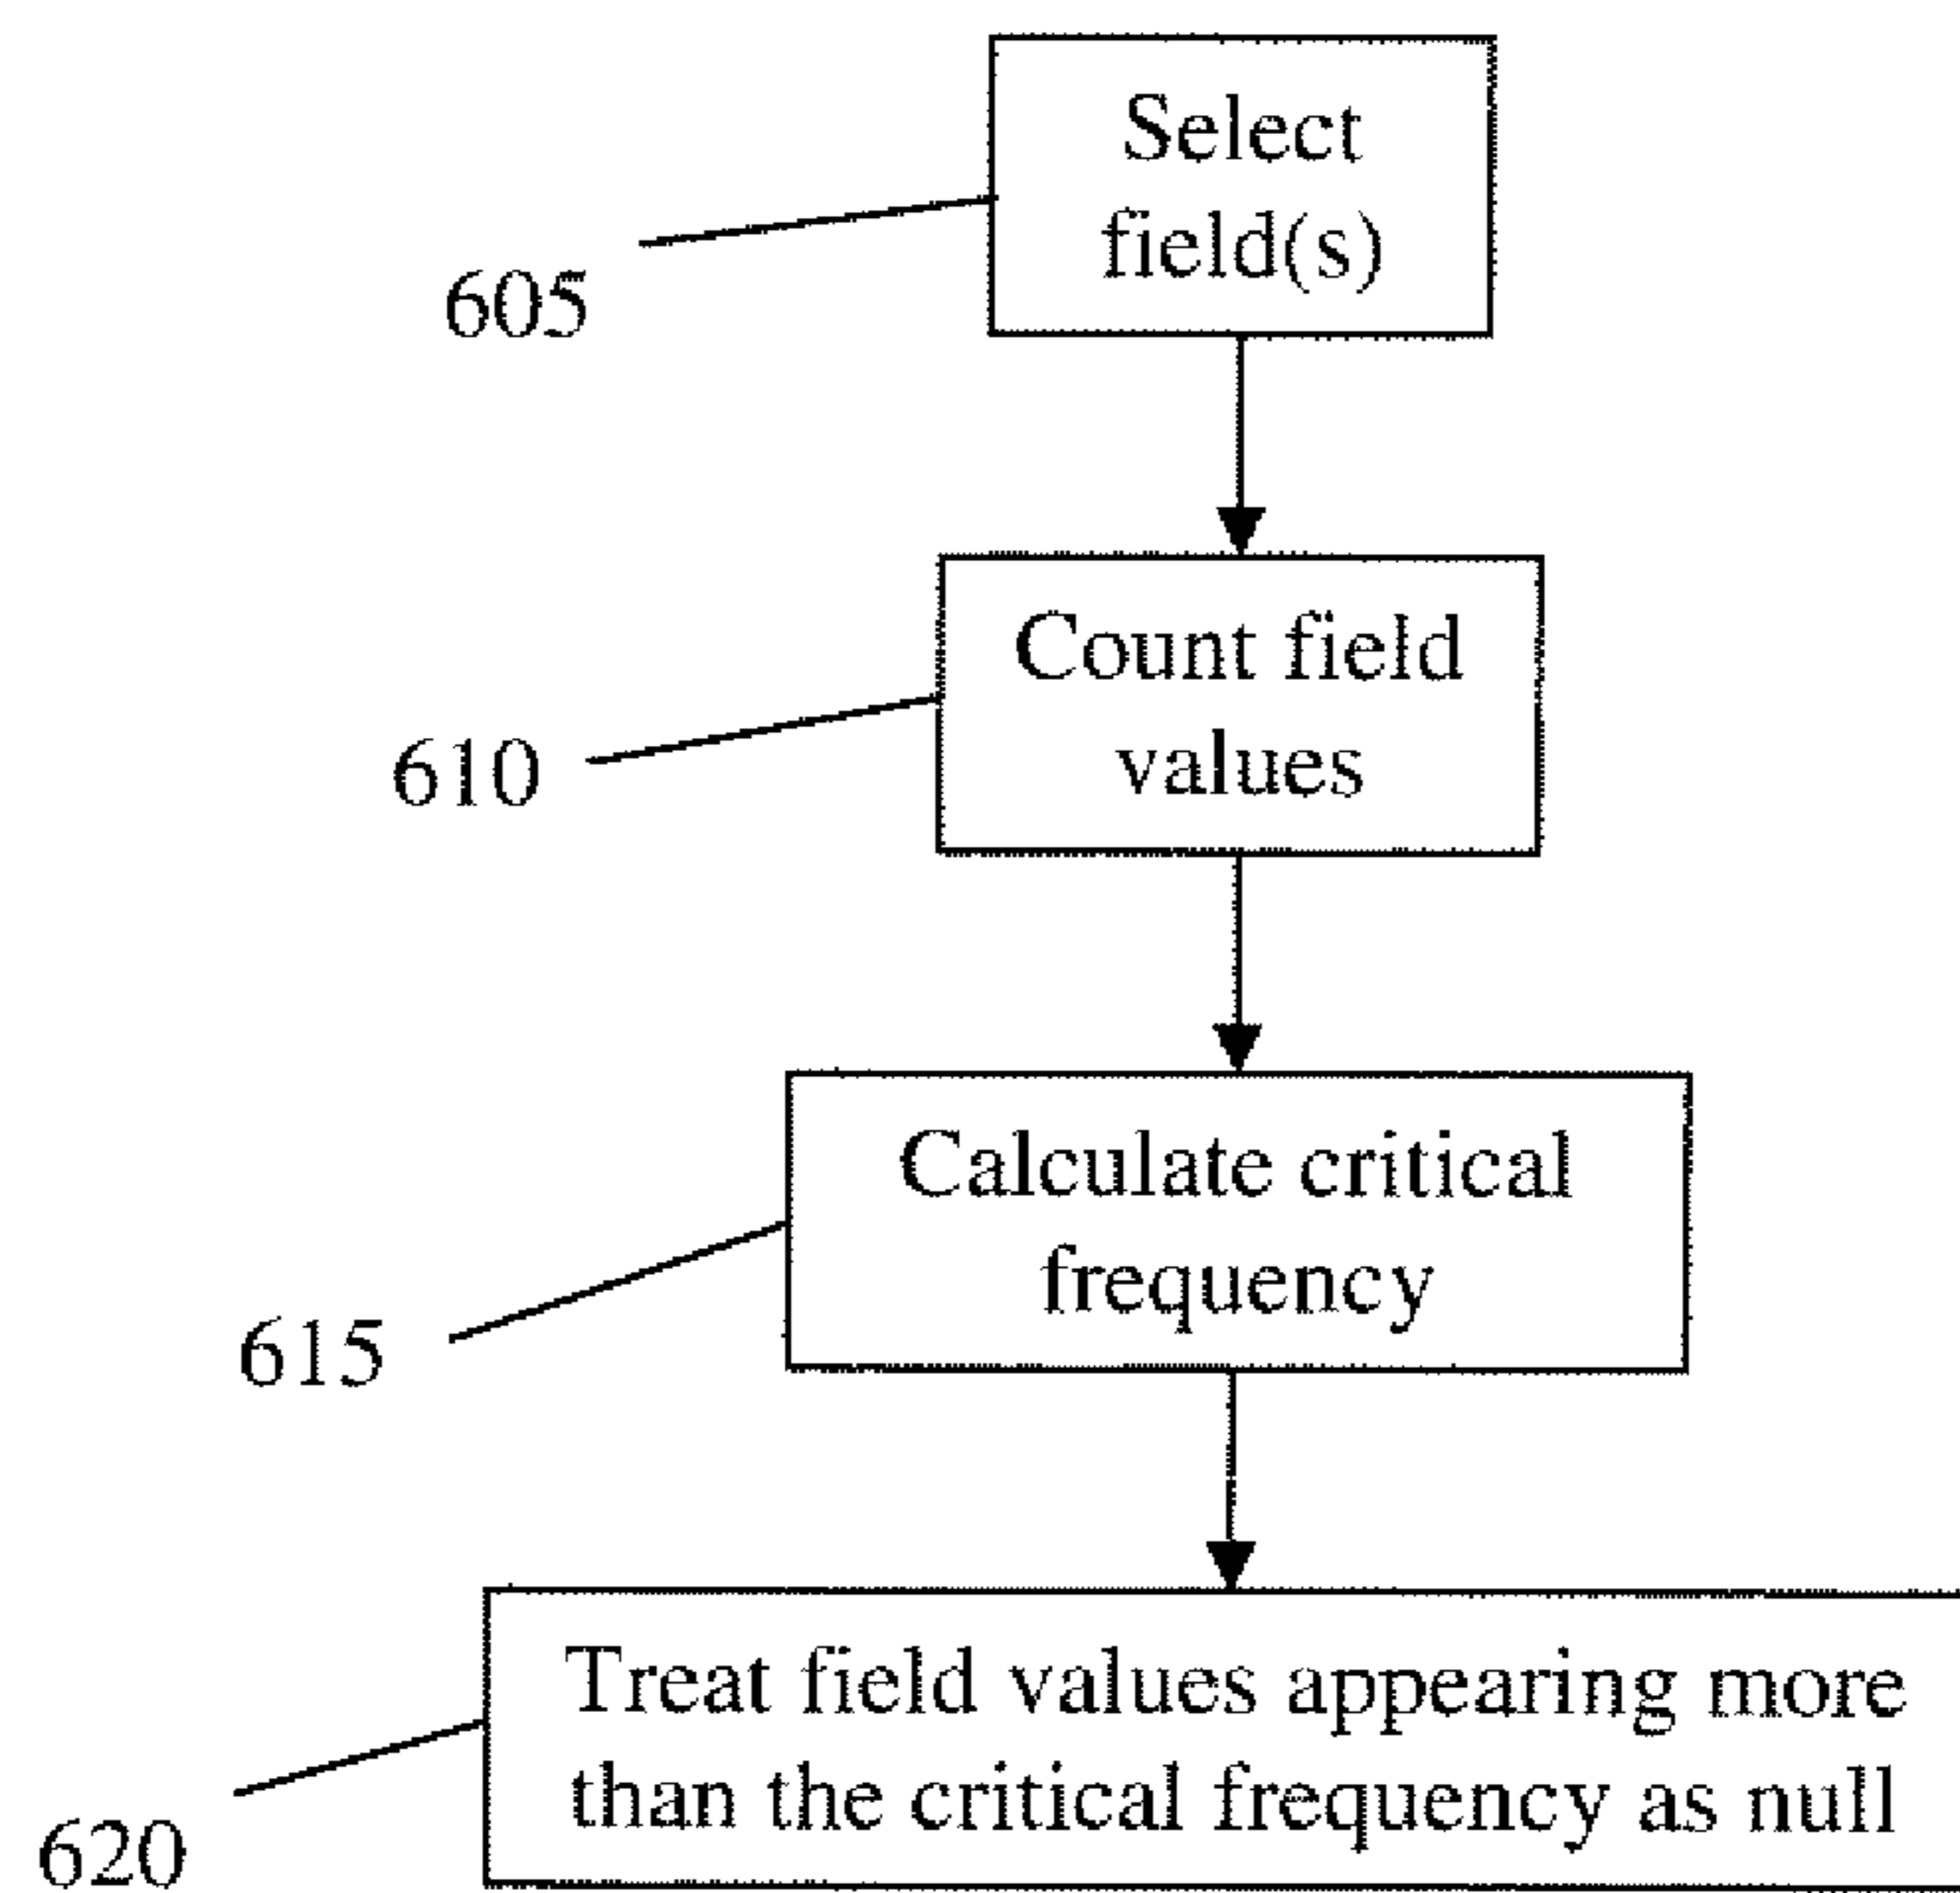 Select
field(s)
605
Count field
values
610
Calculate critical
frequency
615
Treat field values appearing more
than the critical frequency as null
620